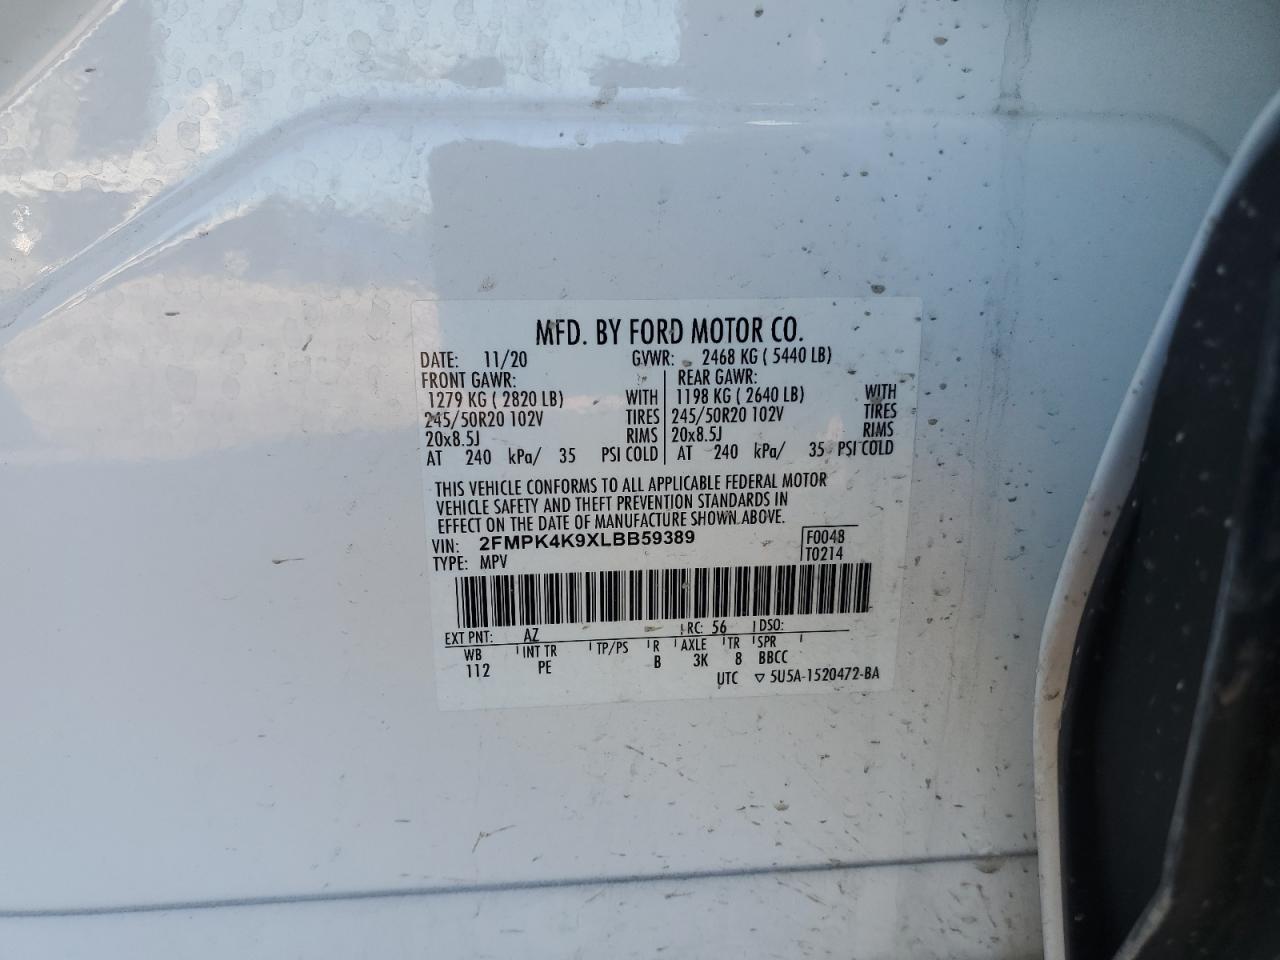 MFD. BY FORD MOTOR CO.
DATE: 11/20 GVWR: 2468 KG ( 5440 LB)
FRONT GAWR: REAR GAWR:
1279 KG ( 2820 LB) WITH 1198 KG ( 2640 LB) WITH
245/50R20 102V TIRES 245/50R20 102V TIRES
20x8.5J RIMS 20x8.5J RIMS
AT 240 kPa/ 35 PSI COLD AT 240 kPa/ 35 PSI COLD
THIS VEHICLE CONFORMS TO ALL APPLICABLE FEDERAL MOTOR
VEHICLE SAFETY AND THEFT PREVENTION STANDARDS IN
EFFECT ON THE DATE OF MANUFACTURE SHOWN ABOVE.
VIN: 2FMPK4K9XLBB59389 F0048
TYPE: MPV T0214
EXT PNT: AZ RC: 56 DSO:
WB INT TR TP/PS R AXLE TR SPR
112 PE B 3K 8 BBCC
UTC ▽ 5U5A-1520472-BA